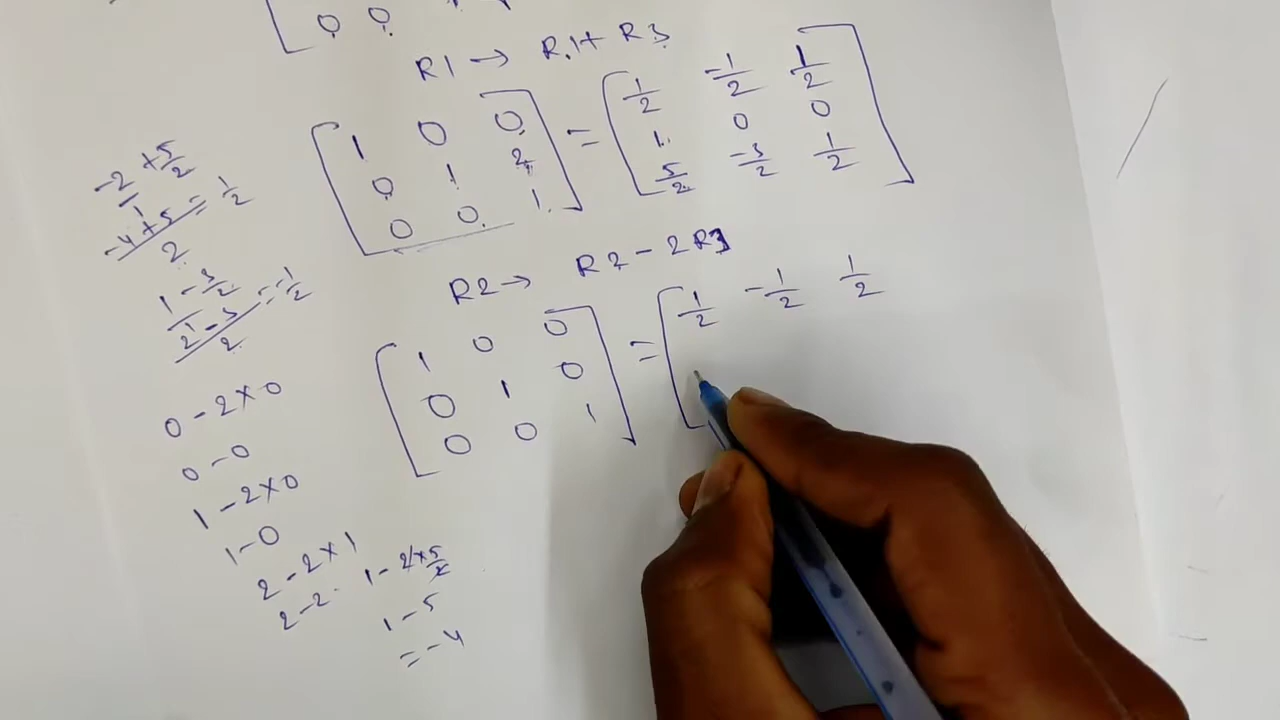 0 0
R1 → R1 + R3
[1 0 0 = [1/2 -1/2 1/2
0 1 2 1 0 0
0 0 1] 5/2 -3/2 1/2]
R2 → R2 - 2R3
[1 0 0 = [1/2 -1/2 1/2
0 1 0
0 0 1]
-2/1 + 5/2
-4+5/2 = 1/2
1/1 - 3/2
2-3/2 = -1/2
0 - 2×0
0 - 0
1 - 2×0
1 - 0
2 - 2×1
2 - 2
1 - 2×5/2
1 - 5
= -4